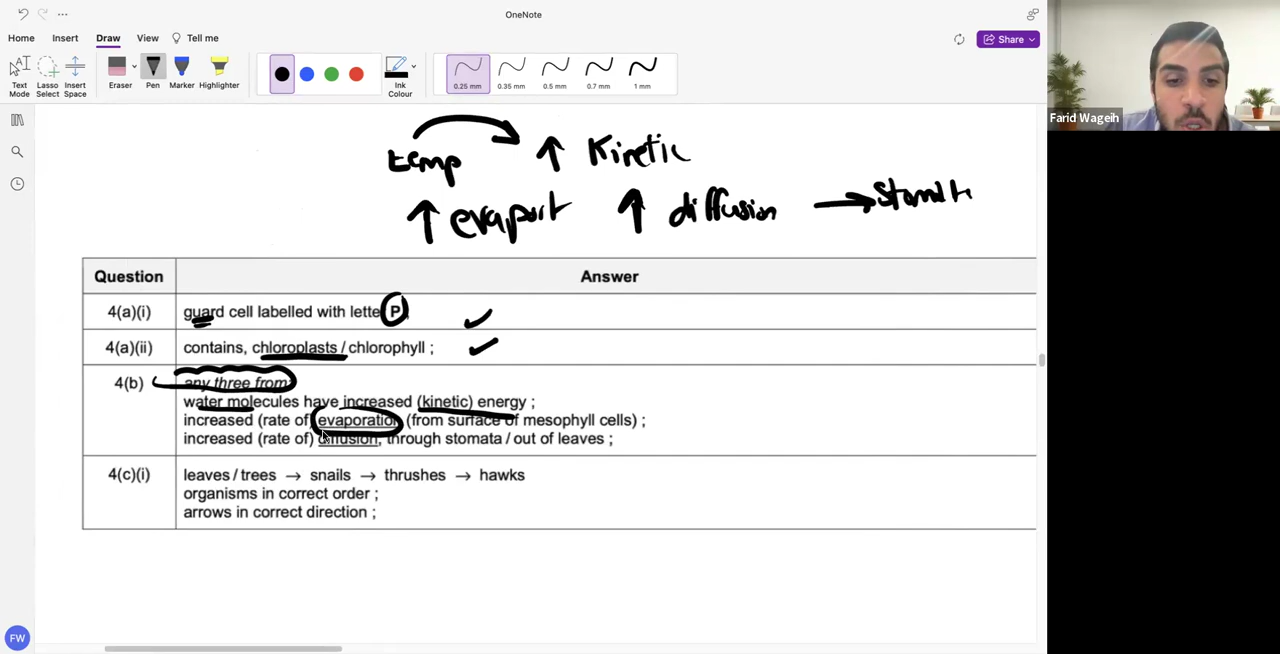 OneNote
Home Insert Draw View Tell me
Share
Text Mode
Lasso Select
Insert Space
Eraser
Pen
Marker
Highlighter
Ink Colour
0.25 mm
0.35 mm
0.5 mm
0.7 mm
1 mm
Farid Wageih
temp ↑ Kinetic
↑ ↑ diffusion →
Question Answer
4(a)(i) guard cell labelled with letter P
4(a)(ii) contains, chloroplasts / chlorophyll ;
4(b) any three from
water molecules have increased (kinetic) energy ;
increased (rate of) evaporation (from surface of mesophyll cells) ;
increased (rate of) diffusion, through stomata / out of leaves ;
4(c)(i) leaves / trees → snails → thrushes → hawks
organisms in correct order ;
arrows in correct direction ;
FW